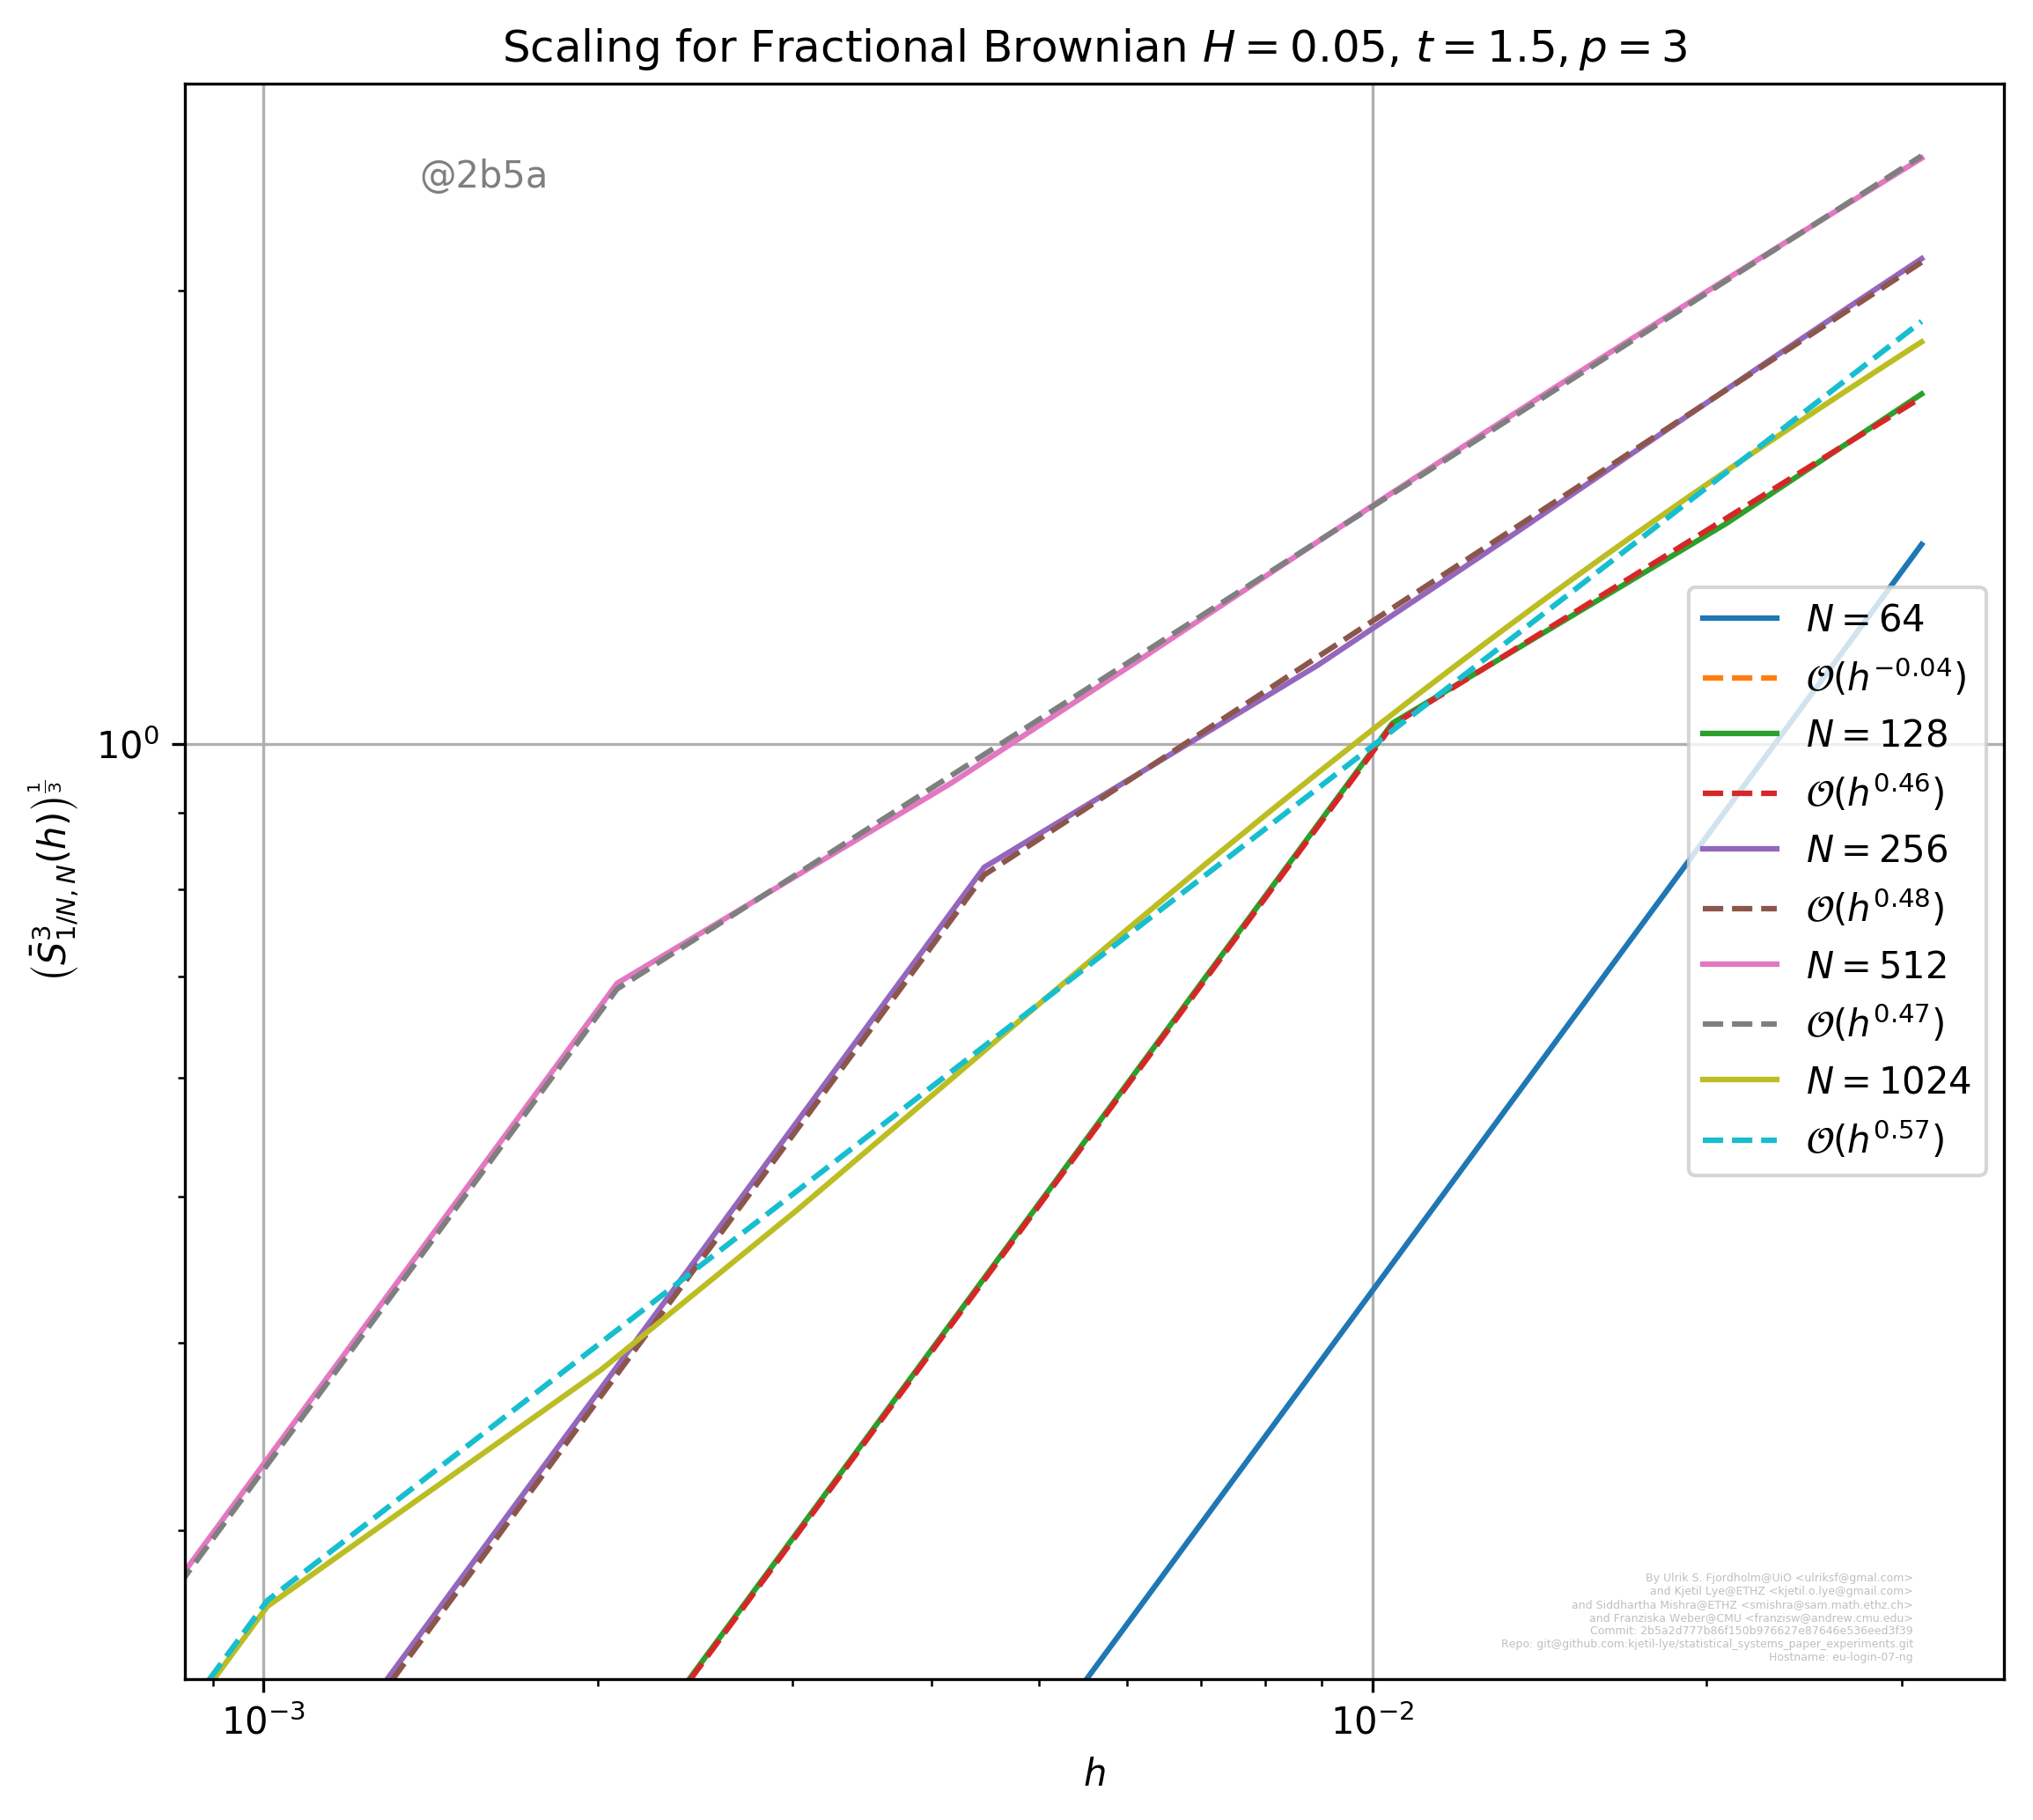 Scaling for Fractional Brownian H = 0.05, t = 1.5, p = 3
@2b5a
10⁰
(S̄³_{1/N, N}(h))^{1/3}
N = 64
𝒪(h^{−0.04})
N = 128
𝒪(h^{0.46})
N = 256
𝒪(h^{0.48})
N = 512
𝒪(h^{0.47})
N = 1024
𝒪(h^{0.57})
By Ulrik S. Fjordholm@UiO <ulriksf@gmal.com>
and Kjetil Lye@ETHZ <kjetil.o.lye@gmail.com>
and Siddhartha Mishra@ETHZ <smishra@sam.math.ethz.ch>
and Franziska Weber@CMU <franzisw@andrew.cmu.edu>
Commit: 2b5a2d777b86f150b976627e87646e536eed3f39
Repo: git@github.com:kjetil-lye/statistical_systems_paper_experiments.git
Hostname: eu-login-07-ng
10⁻³
10⁻²
h